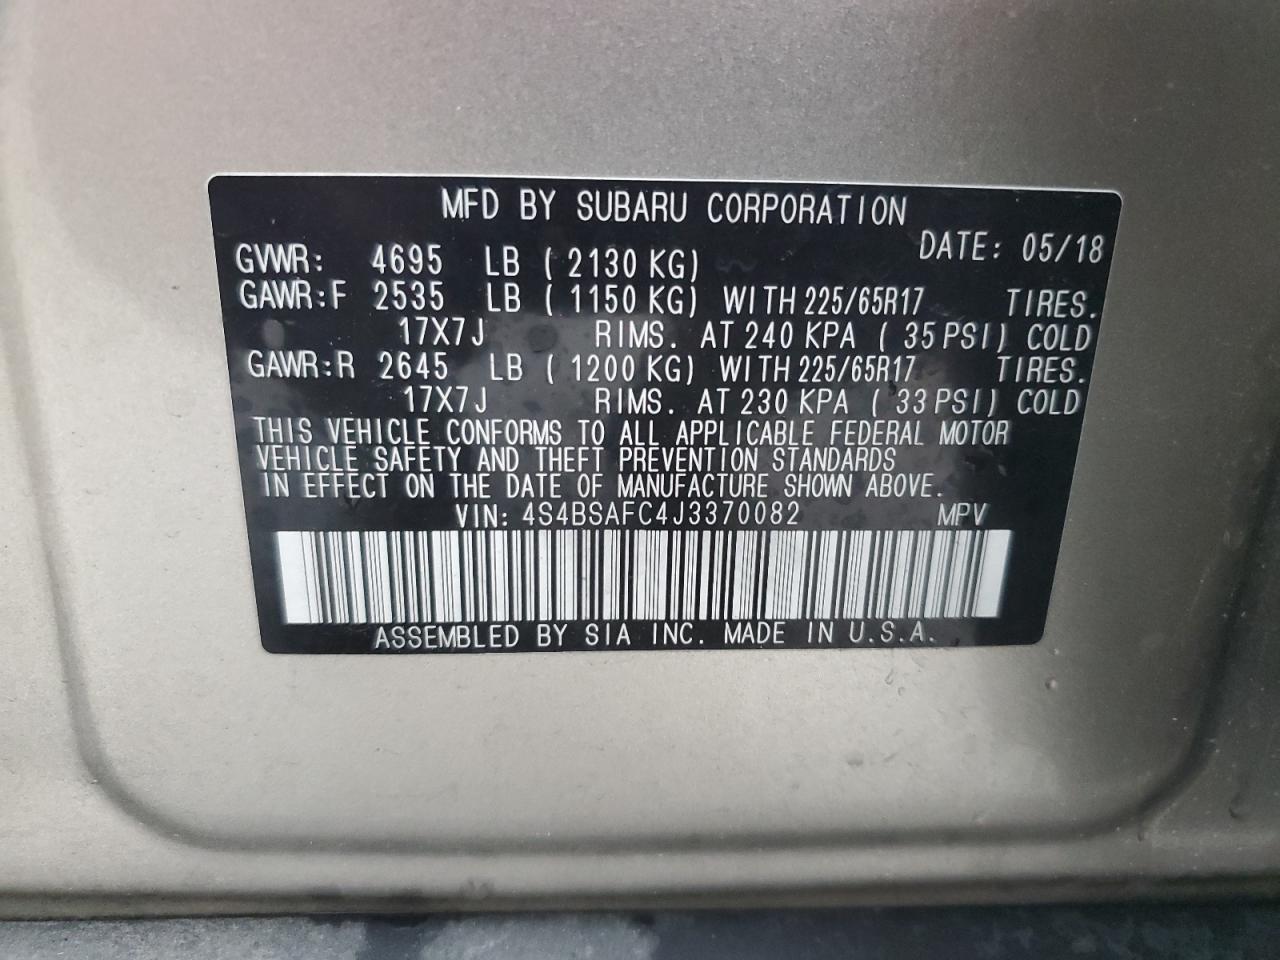 MFD BY SUBARU CORPORATION
DATE: 05/18
GVWR: 4695 LB (2130 KG)
GAWR:F 2535 LB (1150 KG) WITH 225/65R17 TIRES.
17X7J RIMS. AT 240 KPA (35 PSI) COLD
GAWR:R 2645 LB (1200 KG) WITH 225/65R17 TIRES.
17X7J RIMS. AT 230 KPA (33 PSI) COLD
THIS VEHICLE CONFORMS TO ALL APPLICABLE FEDERAL MOTOR
VEHICLE SAFETY AND THEFT PREVENTION STANDARDS
IN EFFECT ON THE DATE OF MANUFACTURE SHOWN ABOVE.
VIN: 4S4BSAFC4J3370082 MPV
ASSEMBLED BY SIA INC. MADE IN U.S.A.